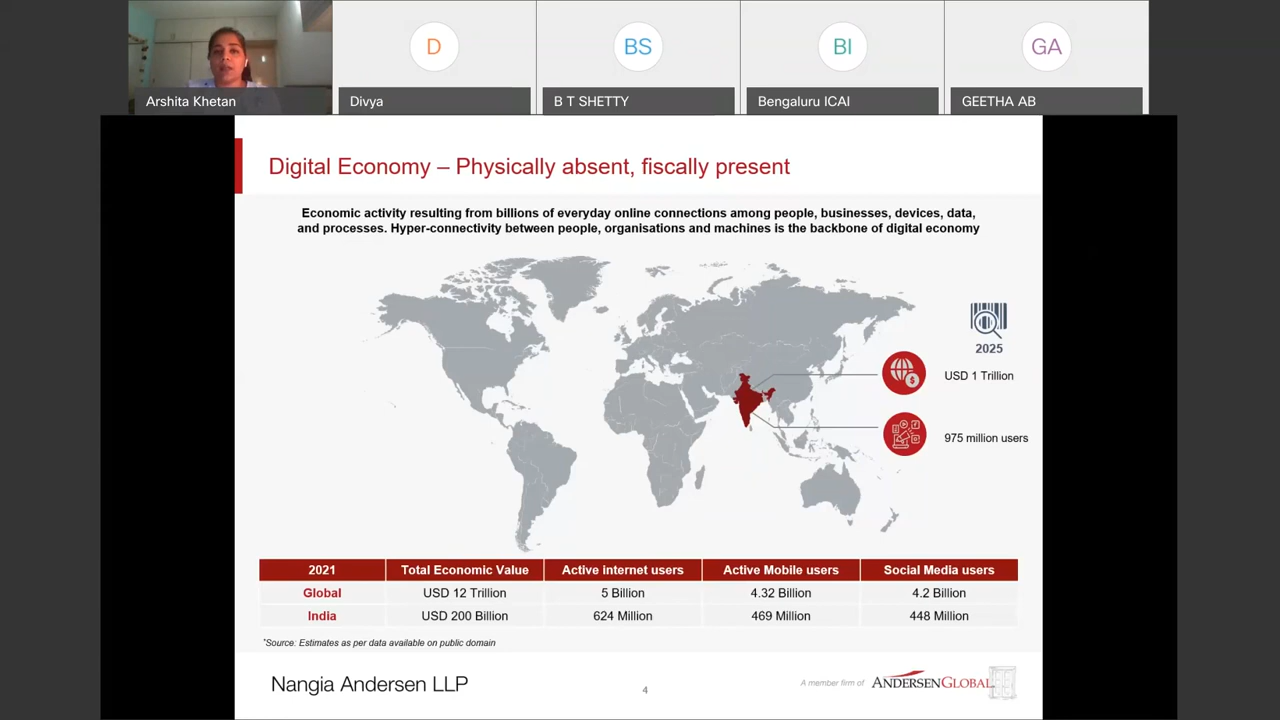 D
BS
BI
GA
Arshita Khetan
Divya
B T SHETTY
Bengaluru ICAI
GEETHA AB
Digital Economy – Physically absent, fiscally present
Economic activity resulting from billions of everyday online connections among people, businesses, devices, data,
and processes. Hyper-connectivity between people, organisations and machines is the backbone of digital economy
2025
USD 1 Trillion
975 million users
2021 Total Economic Value Active internet users Active Mobile users Social Media users
Global USD 12 Trillion 5 Billion 4.32 Billion 4.2 Billion
India USD 200 Billion 624 Million 469 Million 448 Million
*Source: Estimates as per data available on public domain
Nangia Andersen LLP
4
A member firm of
ANDERSEN GLOBAL